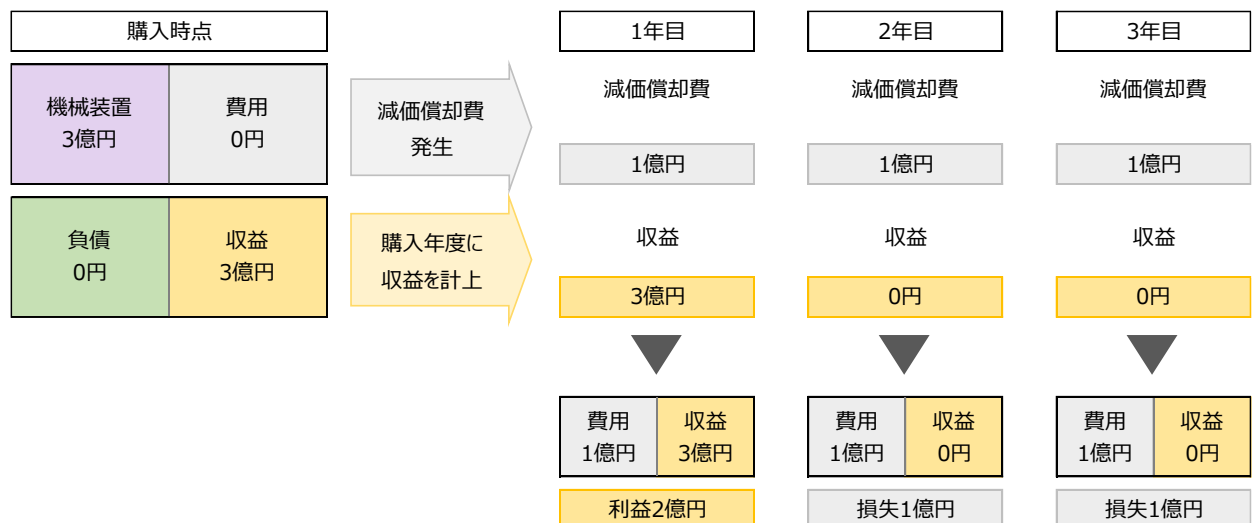 購入時点
1年目
2年目
3年目
機械装置
3億円
費用
0円
減価償却費
発生
減価償却費
減価償却費
減価償却費
1億円
1億円
1億円
負債
0円
収益
3億円
購入年度に
収益を計上
収益
収益
収益
3億円
0円
0円
費用
1億円
収益
3億円
費用
1億円
収益
0円
費用
1億円
収益
0円
利益2億円
損失1億円
損失1億円